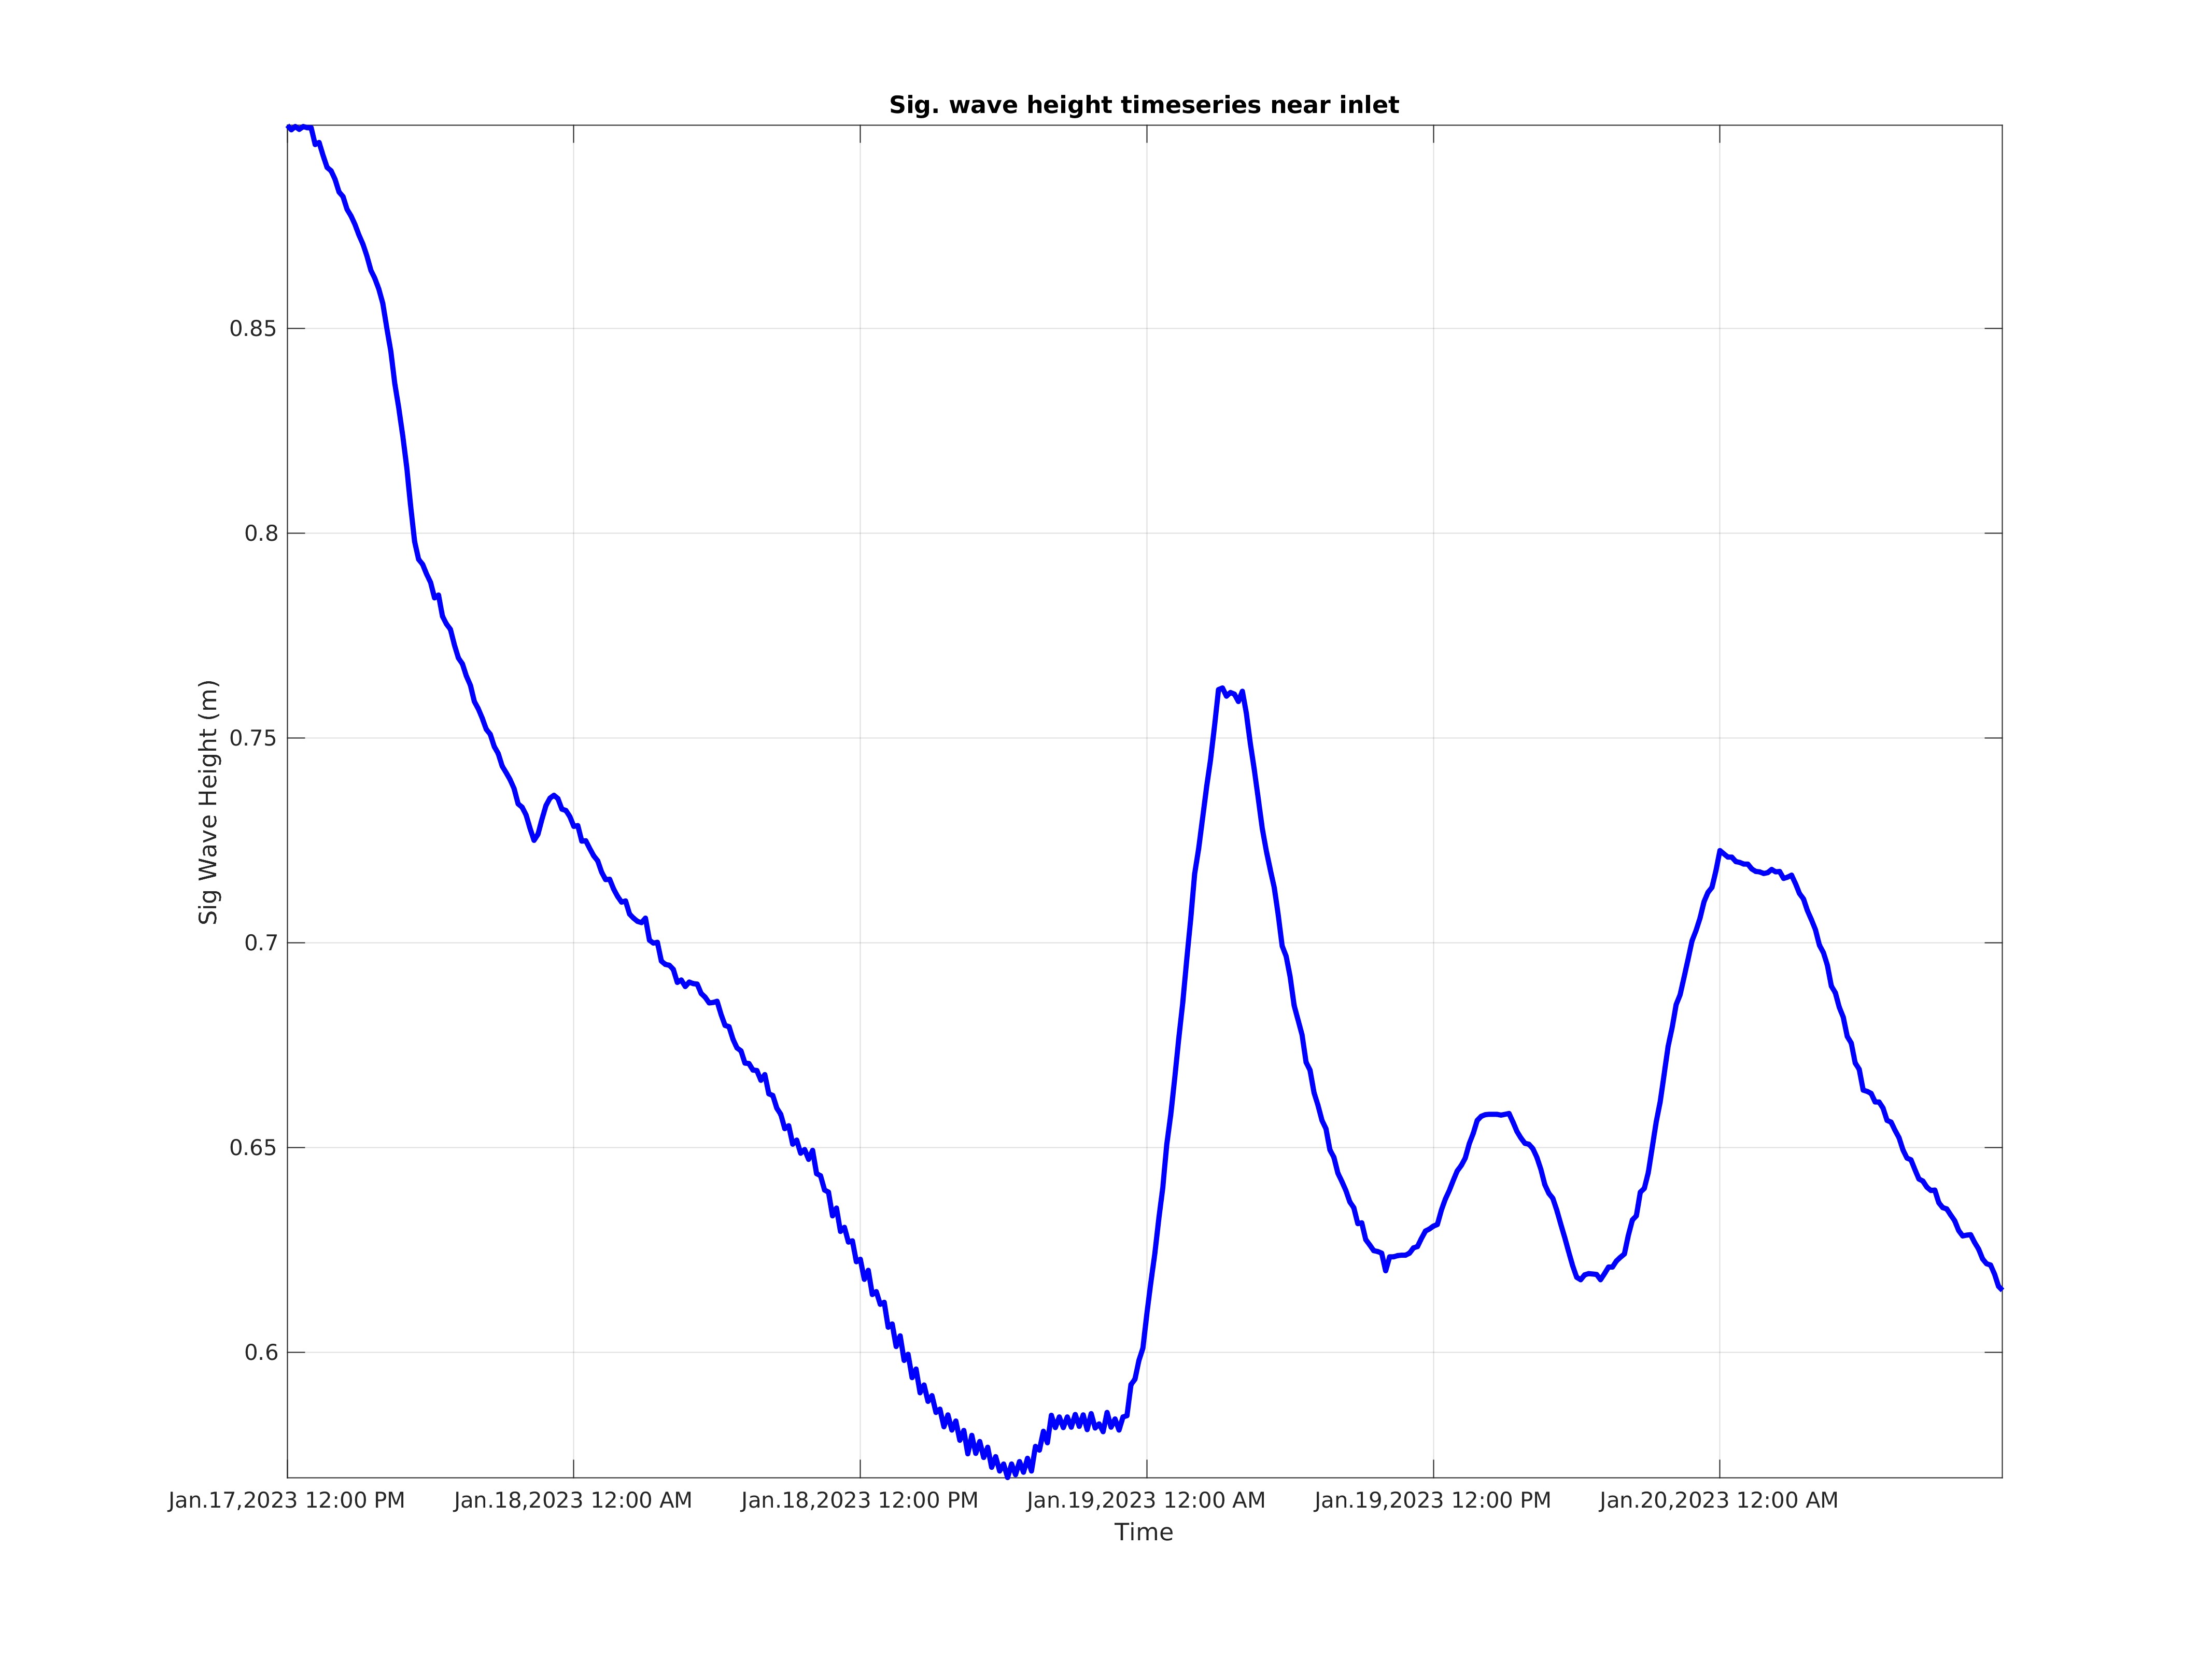 Sig. wave height timeseries near inlet
Sig Wave Height (m)
0.85
0.8
0.75
0.7
0.65
0.6
Jan.17,2023 12:00 PM
Jan.18,2023 12:00 AM
Jan.18,2023 12:00 PM
Jan.19,2023 12:00 AM
Jan.19,2023 12:00 PM
Jan.20,2023 12:00 AM
Time